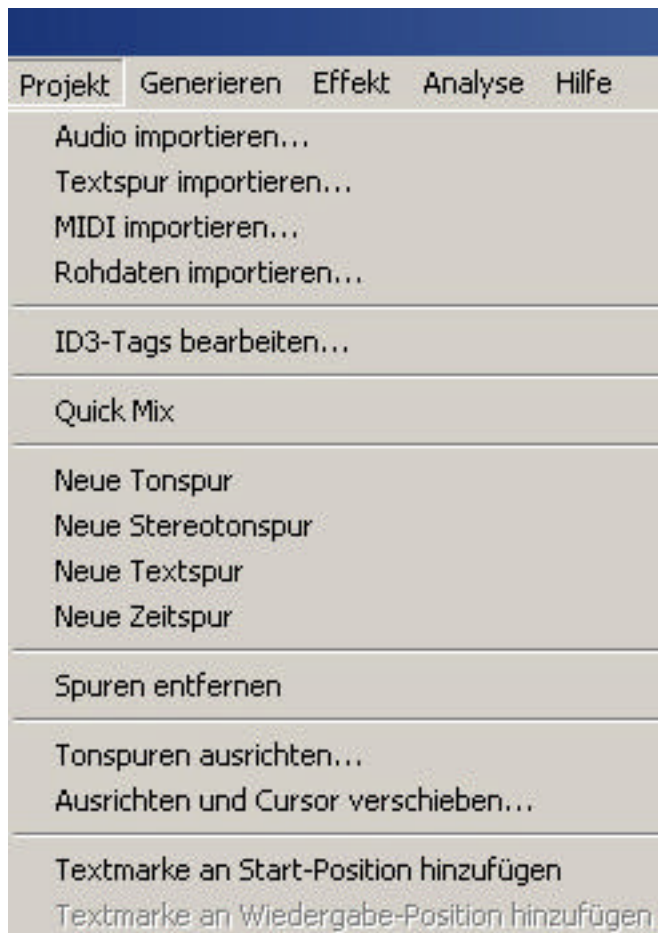 Projekt Generieren Effekt Analyse Hilfe
Audio importieren...
Textspur importieren...
MIDI importieren...
Rohdaten importieren...
ID3-Tags bearbeiten...
Quick Mix
Neue Tonspur
Neue Stereotonspur
Neue Textspur
Neue Zeitspur
Spuren entfernen
Tonspuren ausrichten...
Ausrichten und Cursor verschieben...
Textmarke an Start-Position hinzufügen
Textmarke an Wiedergabe-Position hinzufügen